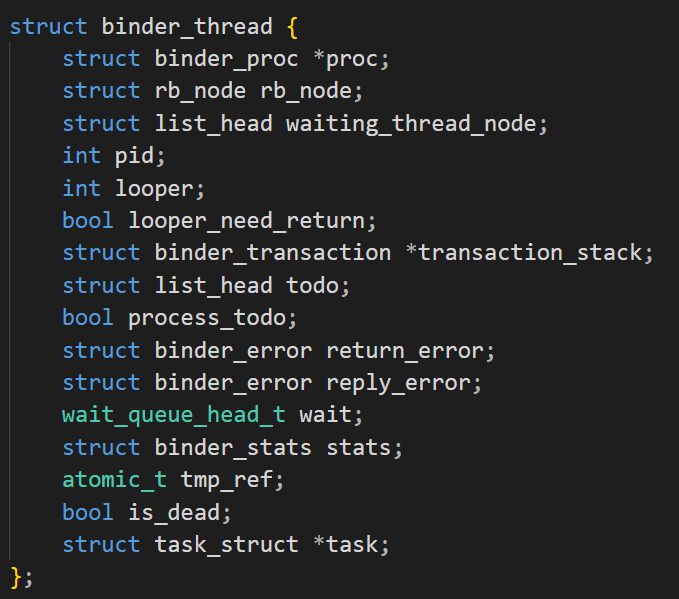 struct binder_thread {
    struct binder_proc *proc;
    struct rb_node rb_node;
    struct list_head waiting_thread_node;
    int pid;
    int looper;
    bool looper_need_return;
    struct binder_transaction *transaction_stack;
    struct list_head todo;
    bool process_todo;
    struct binder_error return_error;
    struct binder_error reply_error;
    wait_queue_head_t wait;
    struct binder_stats stats;
    atomic_t tmp_ref;
    bool is_dead;
    struct task_struct *task;
};